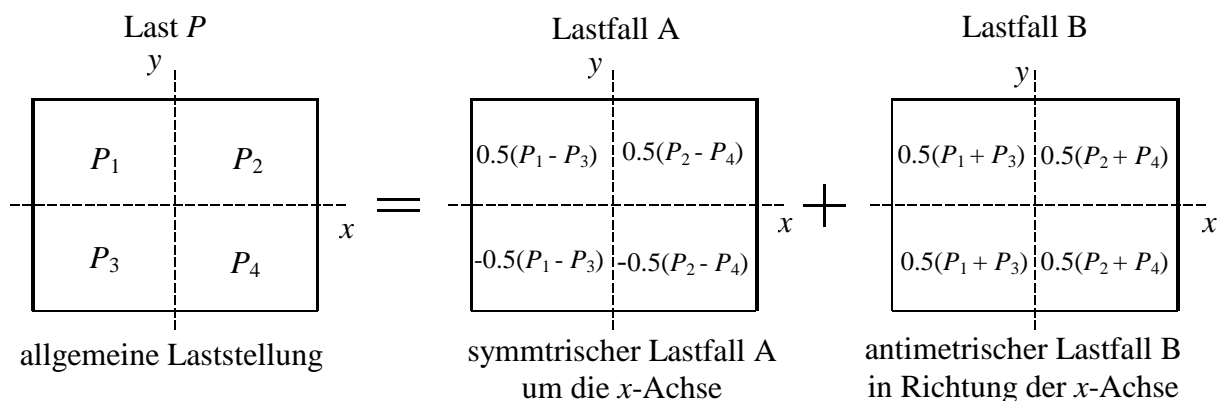 Last P
Lastfall A
Lastfall B
y
y
y
P1
P2
0.5(P1 - P3)
0.5(P2 - P4)
0.5(P1 + P3)
0.5(P2 + P4)
=
+
x
x
x
P3
P4
-0.5(P1 - P3)
-0.5(P2 - P4)
0.5(P1 + P3)
0.5(P2 + P4)
allgemeine Laststellung
symmtrischer Lastfall A
um die x-Achse
antimetrischer Lastfall B
in Richtung der x-Achse